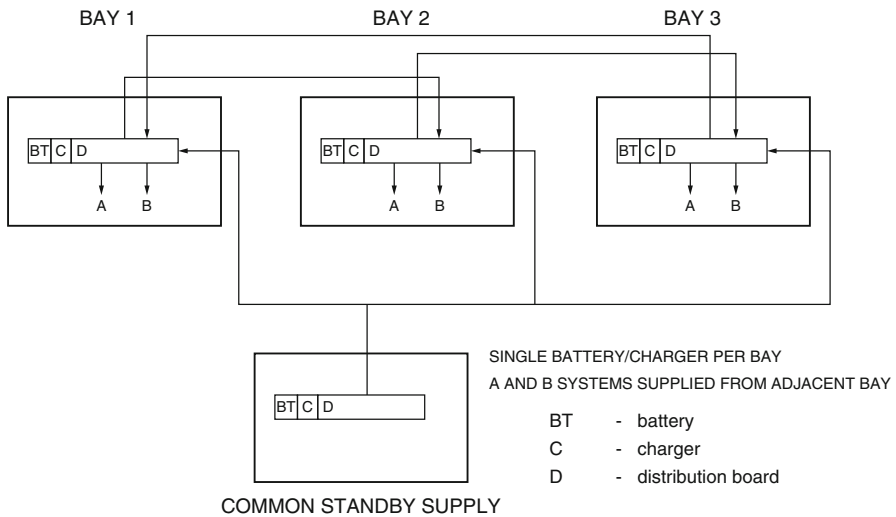 BAY 1 BAY 2 BAY 3
BT C D BT C D BT C D
A B A B A B
SINGLE BATTERY/CHARGER PER BAY
A AND B SYSTEMS SUPPLIED FROM ADJACENT BAY
BT C D
BT - battery
C - charger
D - distribution board
COMMON STANDBY SUPPLY